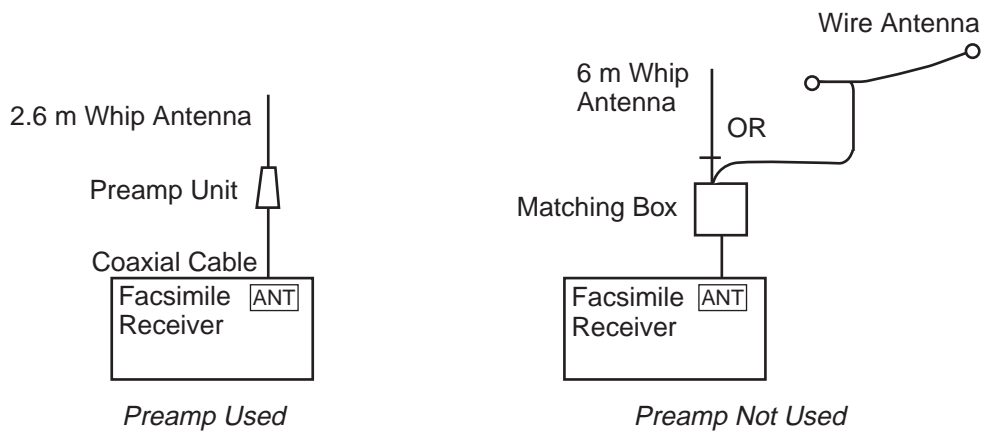 2.6 m Whip Antenna
Preamp Unit
Coaxial Cable
Facsimile ANT
Receiver
Preamp Used
Wire Antenna
6 m Whip
Antenna
OR
Matching Box
Facsimile ANT
Receiver
Preamp Not Used